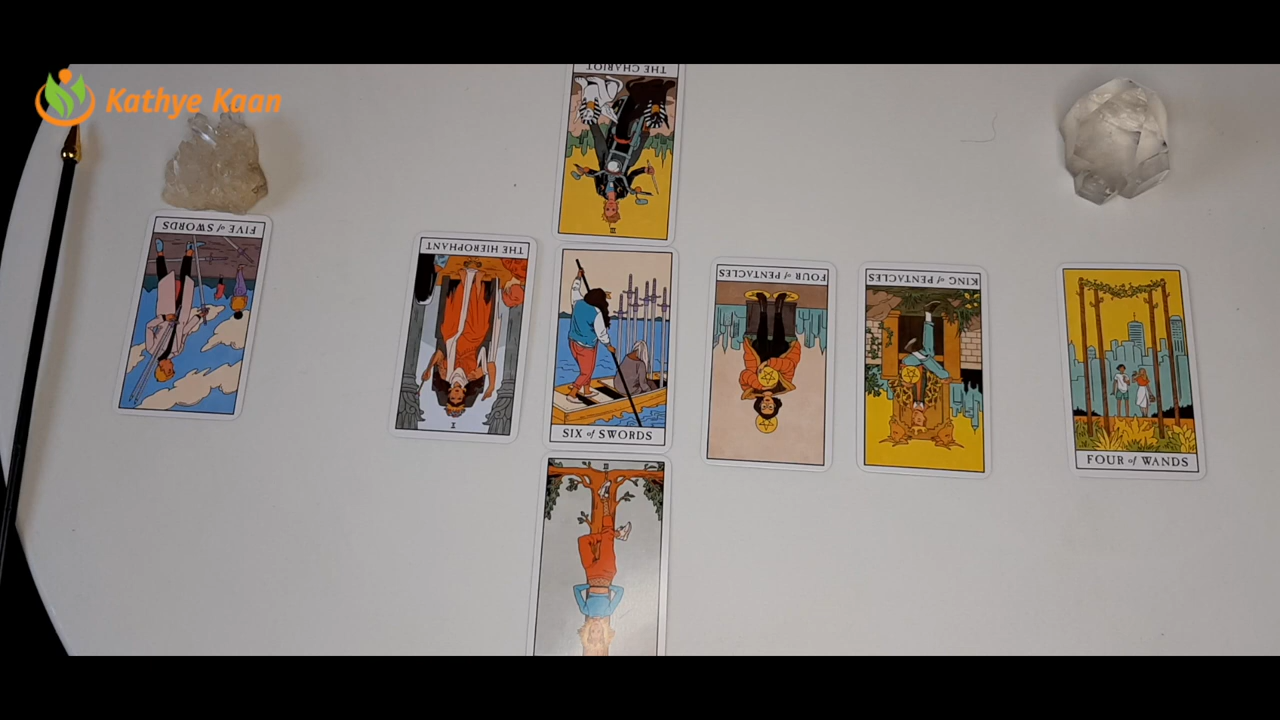 Kathye Kaan
THE CHARIOT
III
FIVE of SWORDS
THE HIEROPHANT
V
SIX of SWORDS
FOUR of PENTACLES
KING of PENTACLES
FOUR of WANDS